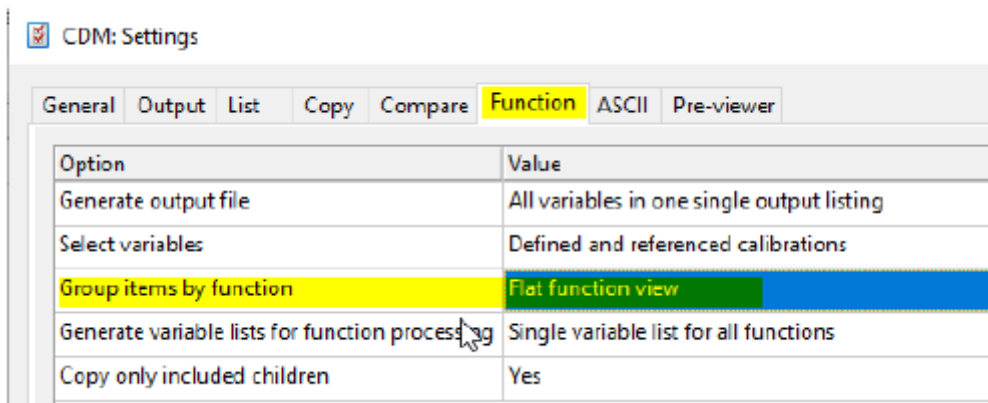 CDM: Settings
General Output List Copy Compare Function ASCII Pre-viewer
Option Value
Generate output file All variables in one single output listing
Select variables Defined and referenced calibrations
Group items by function Flat function view
Generate variable lists for function processing Single variable list for all functions
Copy only included children Yes